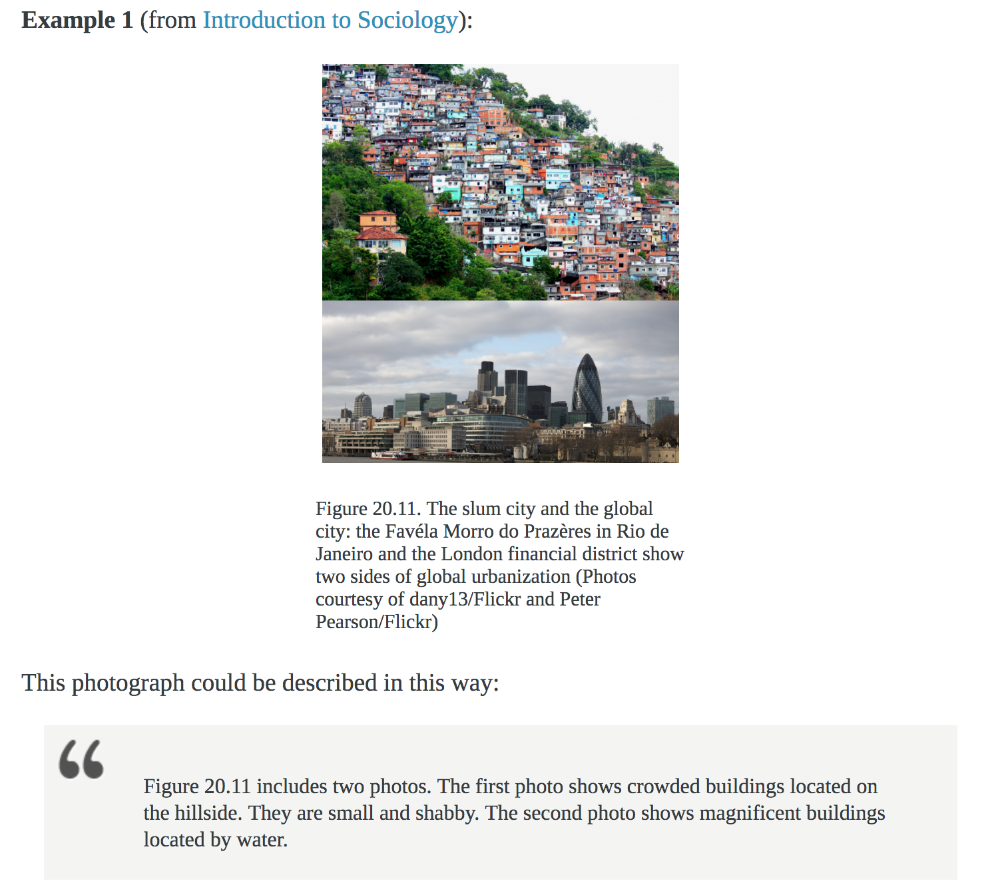 Example 1 (from Introduction to Sociology):
Figure 20.11. The slum city and the global
city: the Favéla Morro do Prazères in Rio de
Janeiro and the London financial district show
two sides of global urbanization (Photos
courtesy of dany13/Flickr and Peter
Pearson/Flickr)
This photograph could be described in this way:
“
Figure 20.11 includes two photos. The first photo shows crowded buildings located on
the hillside. They are small and shabby. The second photo shows magnificent buildings
located by water.